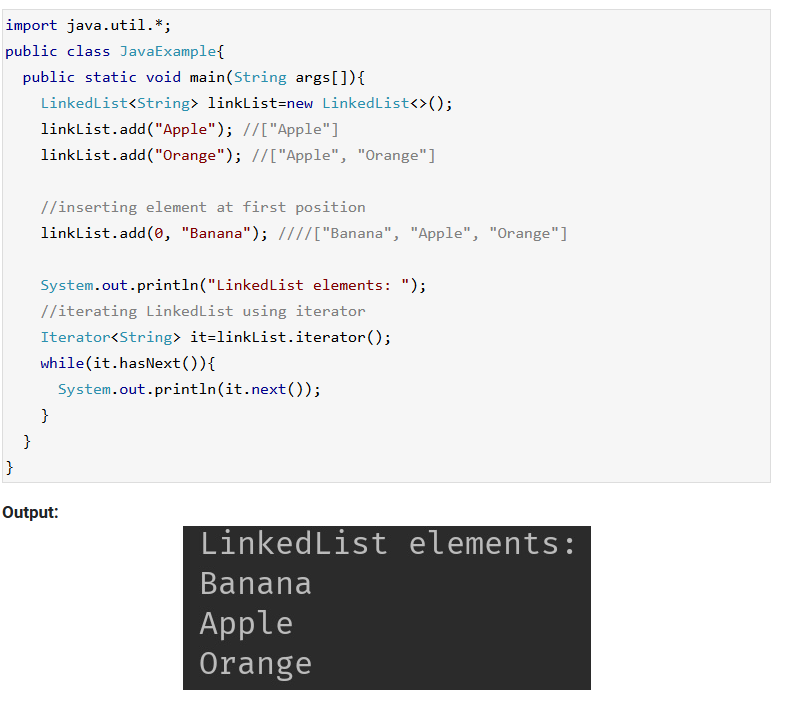 import java.util.*;
public class JavaExample{
  public static void main(String args[]){
    LinkedList<String> linkList=new LinkedList<>();
    linkList.add("Apple"); //["Apple"]
    linkList.add("Orange"); //["Apple", "Orange"]

    //inserting element at first position
    linkList.add(0, "Banana"); ////["Banana", "Apple", "Orange"]

    System.out.println("LinkedList elements: ");
    //iterating LinkedList using iterator
    Iterator<String> it=linkList.iterator();
    while(it.hasNext()){
      System.out.println(it.next());
    }
  }
}
Output:
LinkedList elements:
Banana
Apple
Orange